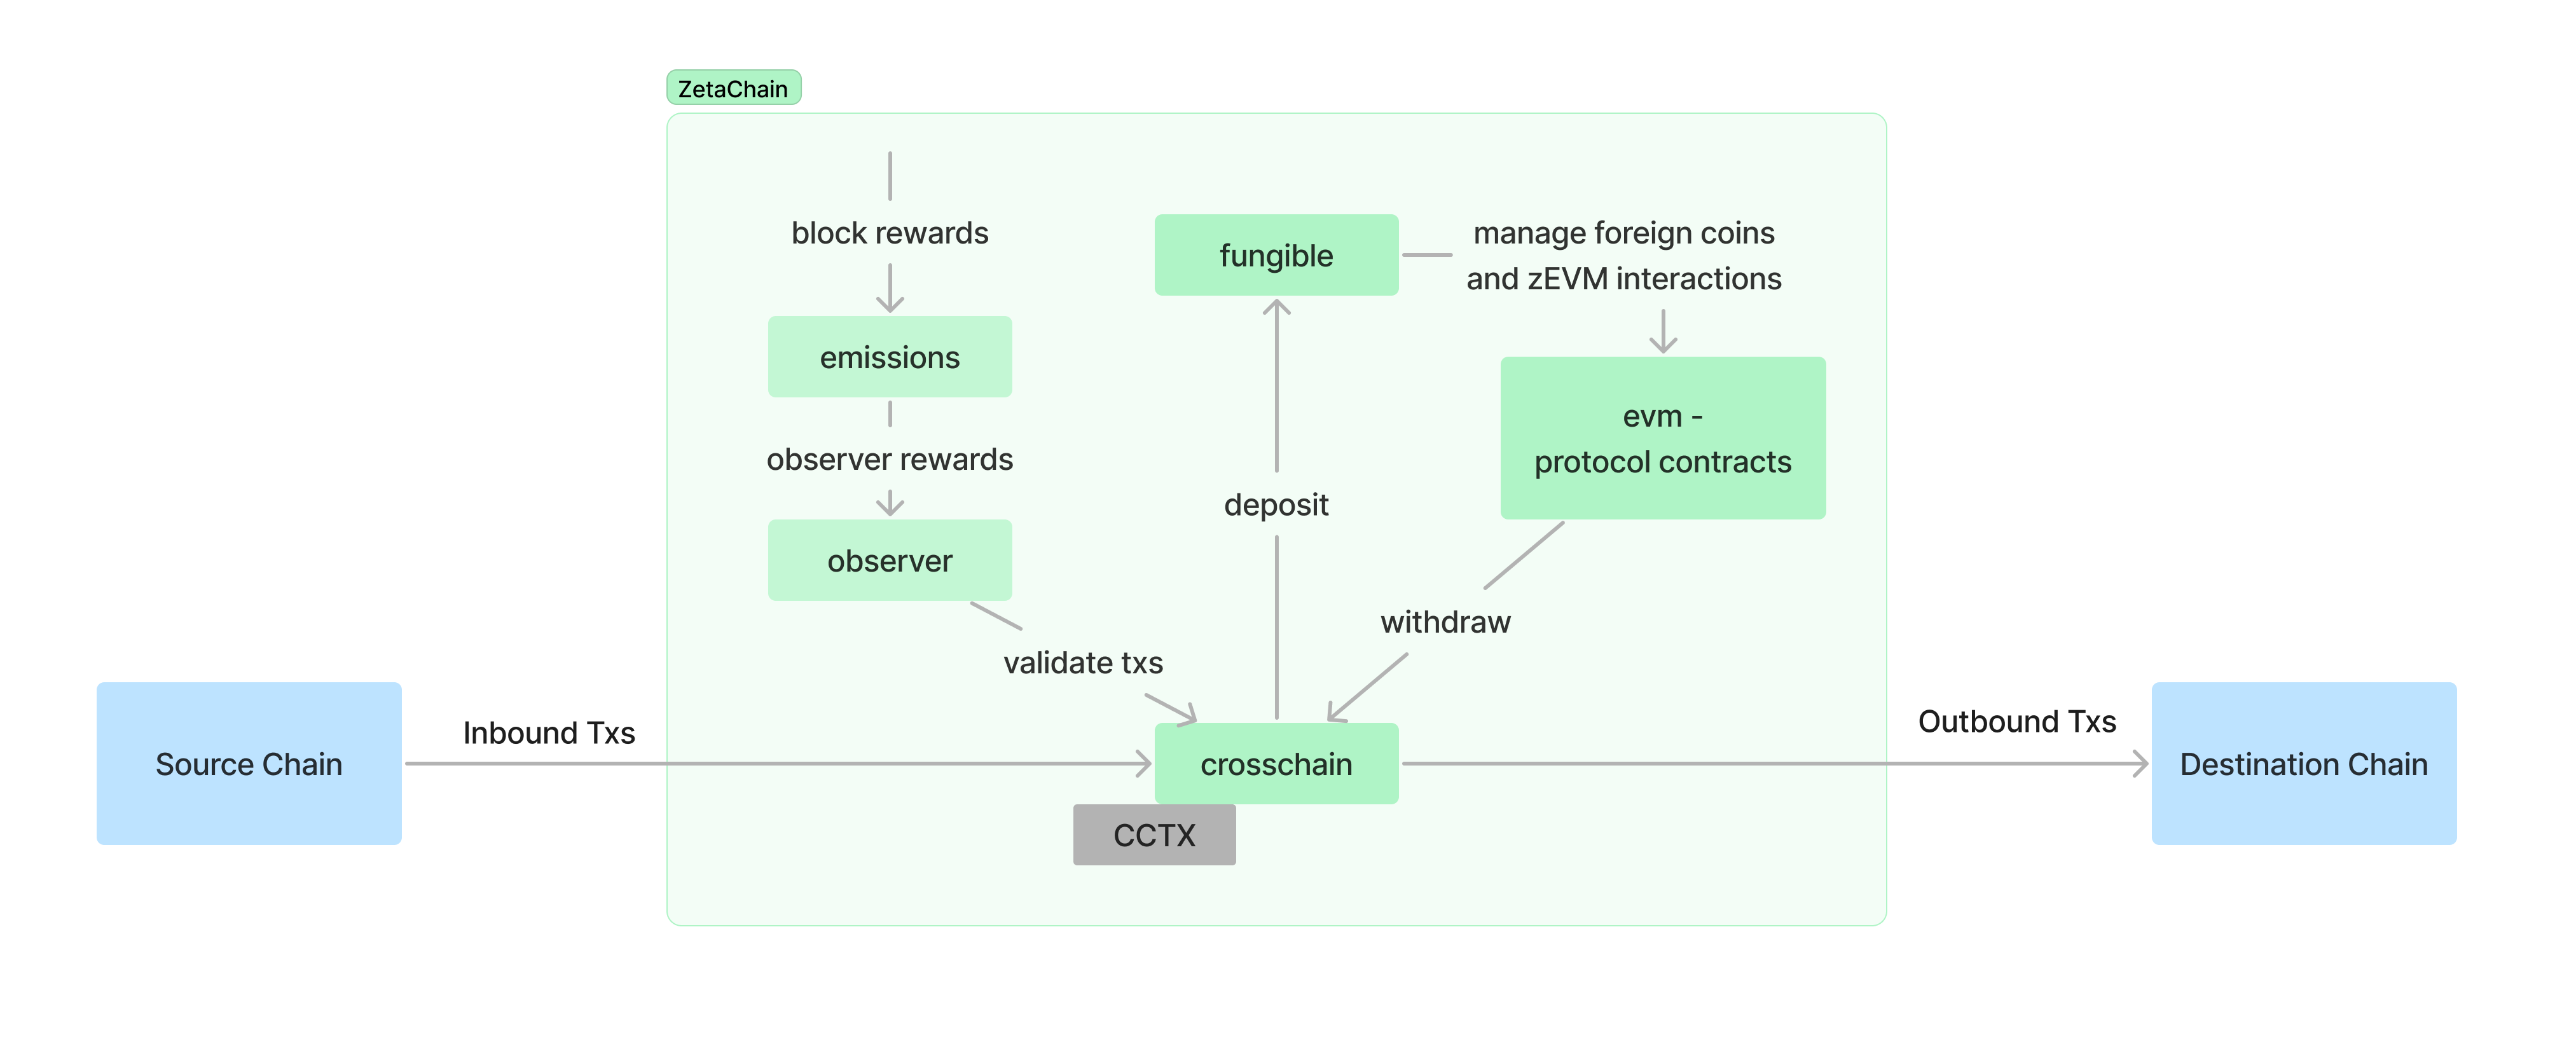 ZetaChain
block rewards
emissions
observer rewards
observer
validate txs
fungible
manage foreign coins
and zEVM interactions
evm -
protocol contracts
deposit
withdraw
Source Chain
Inbound Txs
crosschain
CCTX
Outbound Txs
Destination Chain